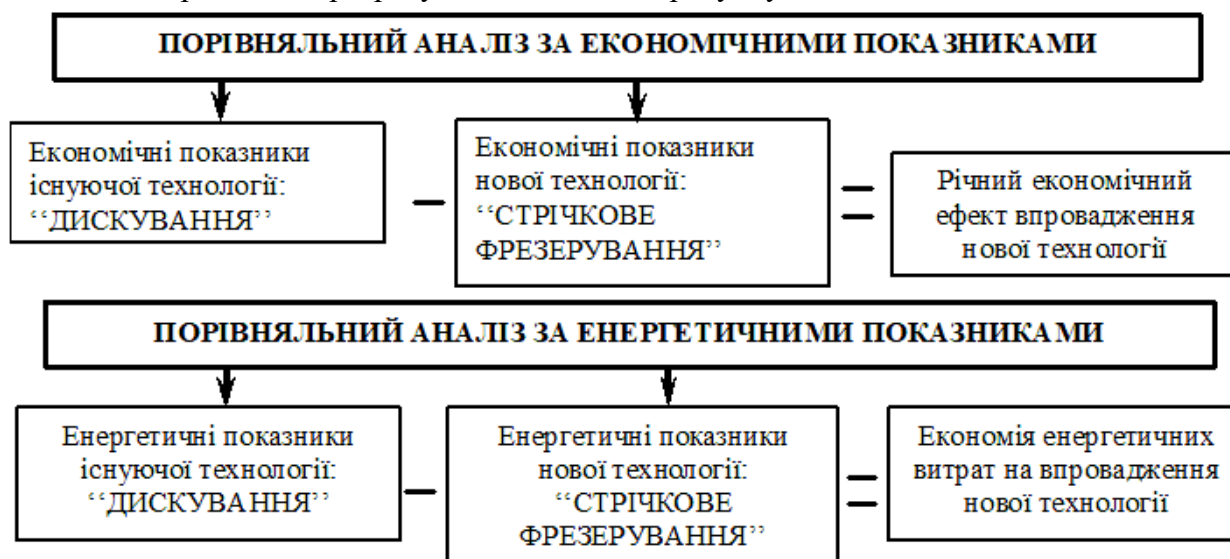 ПОРІВНЯЛЬНИЙ АНАЛІЗ ЗА ЕКОНОМІЧНИМИ ПОКАЗНИКАМИ
Економічні показники
існуючої технології:
‘‘ДИСКУВАННЯ’’
–
Економічні показники
нової технології:
‘‘СТРІЧКОВЕ
ФРЕЗЕРУВАННЯ’’
=
Річний економічний
ефект впровадження
нової технології
ПОРІВНЯЛЬНИЙ АНАЛІЗ ЗА ЕНЕРГЕТИЧНИМИ ПОКАЗНИКАМИ
Енергетичні показники
існуючої технології:
‘‘ДИСКУВАННЯ’’
–
Енергетичні показники
нової технології:
‘‘СТРІЧКОВЕ
ФРЕЗЕРУВАННЯ’’
=
Економія енергетичних
витрат на впровадження
нової технології